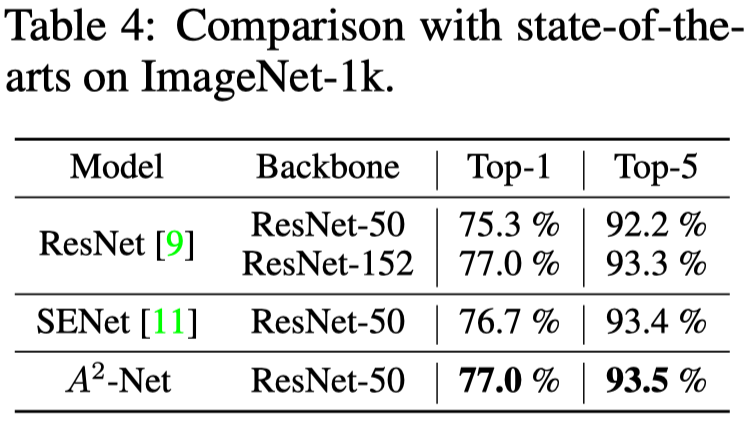 Table 4: Comparison with state-of-the-
arts on ImageNet-1k.
Model Backbone Top-1 Top-5
ResNet [9] ResNet-50 75.3 % 92.2 %
ResNet-152 77.0 % 93.3 %
SENet [11] ResNet-50 76.7 % 93.4 %
A²-Net ResNet-50 77.0 % 93.5 %